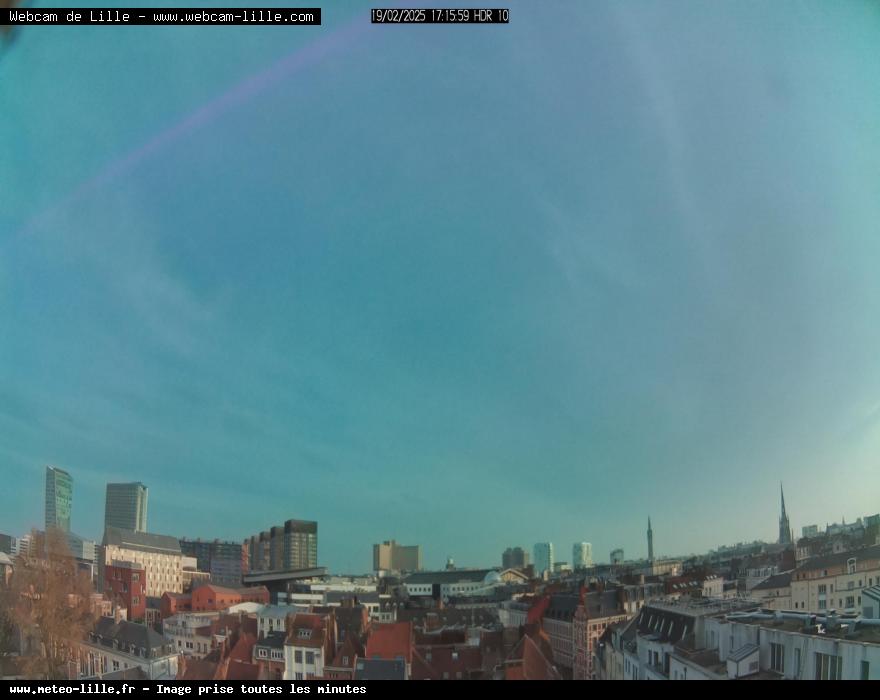 Webcam de Lille - www.webcam-lille.com
19/02/2025 17:15:59 HDR 10
www.meteo-lille.fr - Image prise toutes les minutes